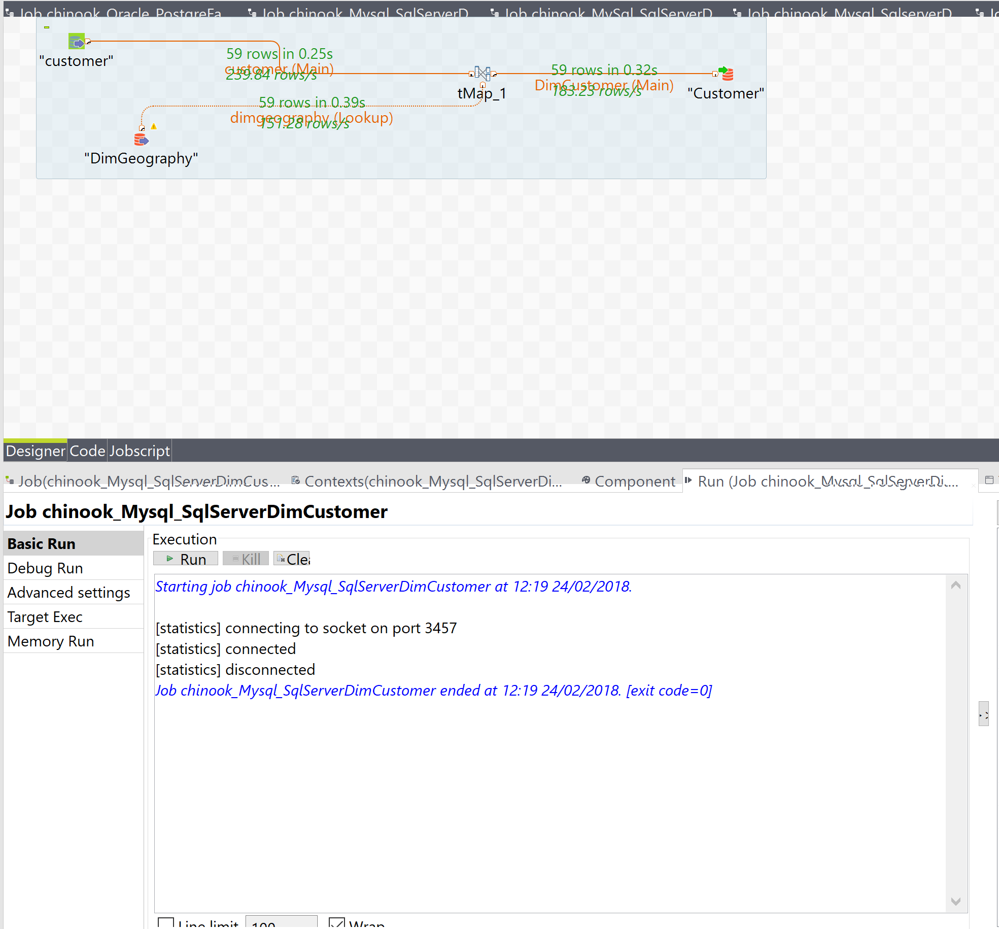 Job chinook_Oracle_PostgreFa
Job chinook_Mysql_SqlServerD
Job chinook_MySql_SqlServerD
Job chinook_Mysql_SqlserverD
"customer"
59 rows in 0.25s
customer (Main)
239.84 rows/s
tMap_1
59 rows in 0.32s
DimCustomer (Main)
183.23 rows/s
"Customer"
59 rows in 0.39s
dimgeography (Lookup)
151.28 rows/s
"DimGeography"
Designer Code Jobscript
Job(chinook_Mysql_SqlServerDimCus... Contexts(chinook_Mysql_SqlServerDi... Component Run (Job chinook_Mysql_SqlServerDi...
Job chinook_Mysql_SqlServerDimCustomer
Basic Run
Debug Run
Advanced settings
Target Exec
Memory Run
Execution
Run Kill Clea
Starting job chinook_Mysql_SqlServerDimCustomer at 12:19 24/02/2018.
[statistics] connecting to socket on port 3457
[statistics] connected
[statistics] disconnected
Job chinook_Mysql_SqlServerDimCustomer ended at 12:19 24/02/2018. [exit code=0]
Line limit 100 Wrap